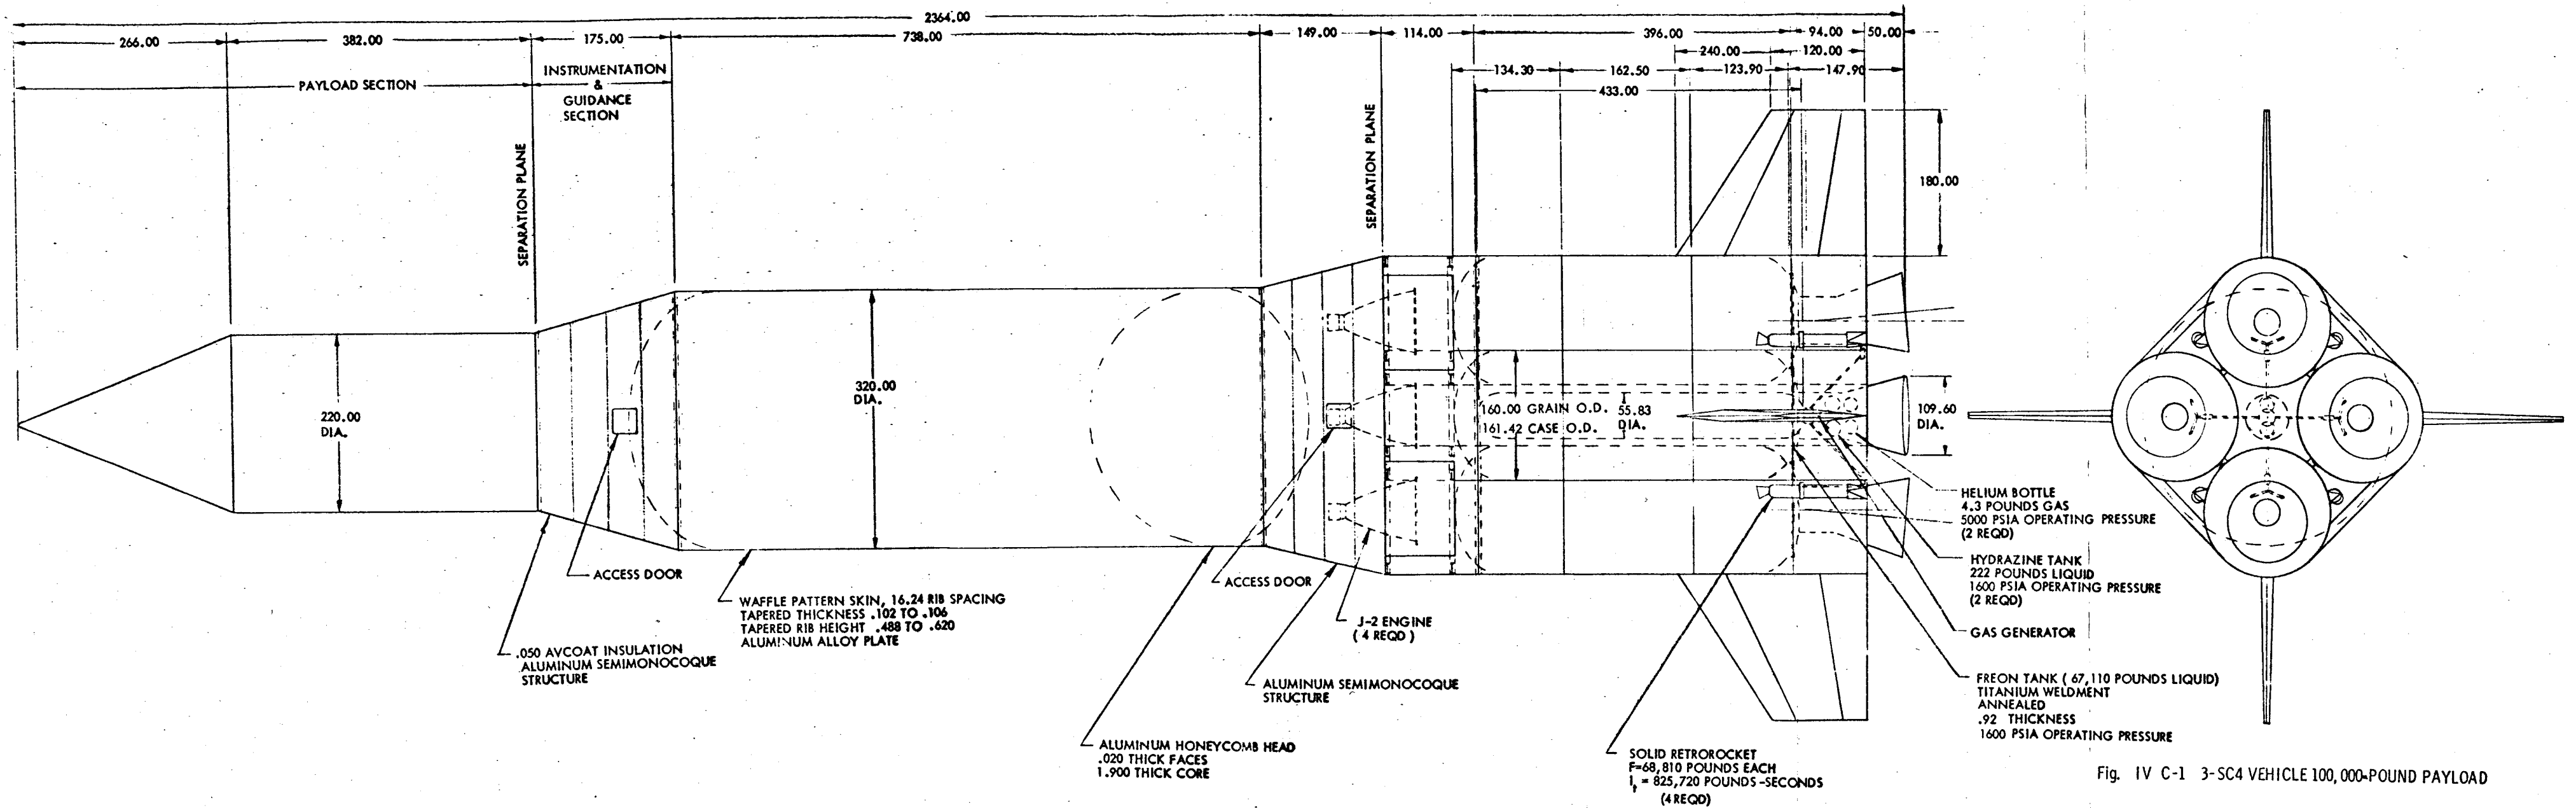 2364.00
266.00
382.00
175.00
738.00
149.00
114.00
396.00
94.00
50.00
240.00
120.00
134.30
162.50
123.90
147.90
433.00
PAYLOAD SECTION
INSTRUMENTATION
&
GUIDANCE
SECTION
SEPARATION PLANE
SEPARATION PLANE
180.00
220.00
DIA.
320.00
DIA.
160.00 GRAIN O.D.
161.42 CASE O.D.
55.83
DIA.
109.60
DIA.
ACCESS DOOR
.050 AVCOAT INSULATION
ALUMINUM SEMIMONOCOQUE
STRUCTURE
WAFFLE PATTERN SKIN, 16.24 RIB SPACING
TAPERED THICKNESS .102 TO .106
TAPERED RIB HEIGHT .488 TO .620
ALUMINUM ALLOY PLATE
ACCESS DOOR
ALUMINUM HONEYCOMB HEAD
.020 THICK FACES
1.900 THICK CORE
J-2 ENGINE
( 4 REQD )
ALUMINUM SEMIMONOCOQUE
STRUCTURE
SOLID RETROROCKET
F=68,810 POUNDS EACH
It = 825,720 POUNDS-SECONDS
(4 REQD)
HELIUM BOTTLE
4.3 POUNDS GAS
5000 PSIA OPERATING PRESSURE
(2 REQD)
HYDRAZINE TANK
222 POUNDS LIQUID
1600 PSIA OPERATING PRESSURE
(2 REQD)
GAS GENERATOR
FREON TANK ( 67,110 POUNDS LIQUID)
TITANIUM WELDMENT
ANNEALED
.92 THICKNESS
1600 PSIA OPERATING PRESSURE
Fig. IV C-1 3-SC4 VEHICLE 100,000-POUND PAYLOAD